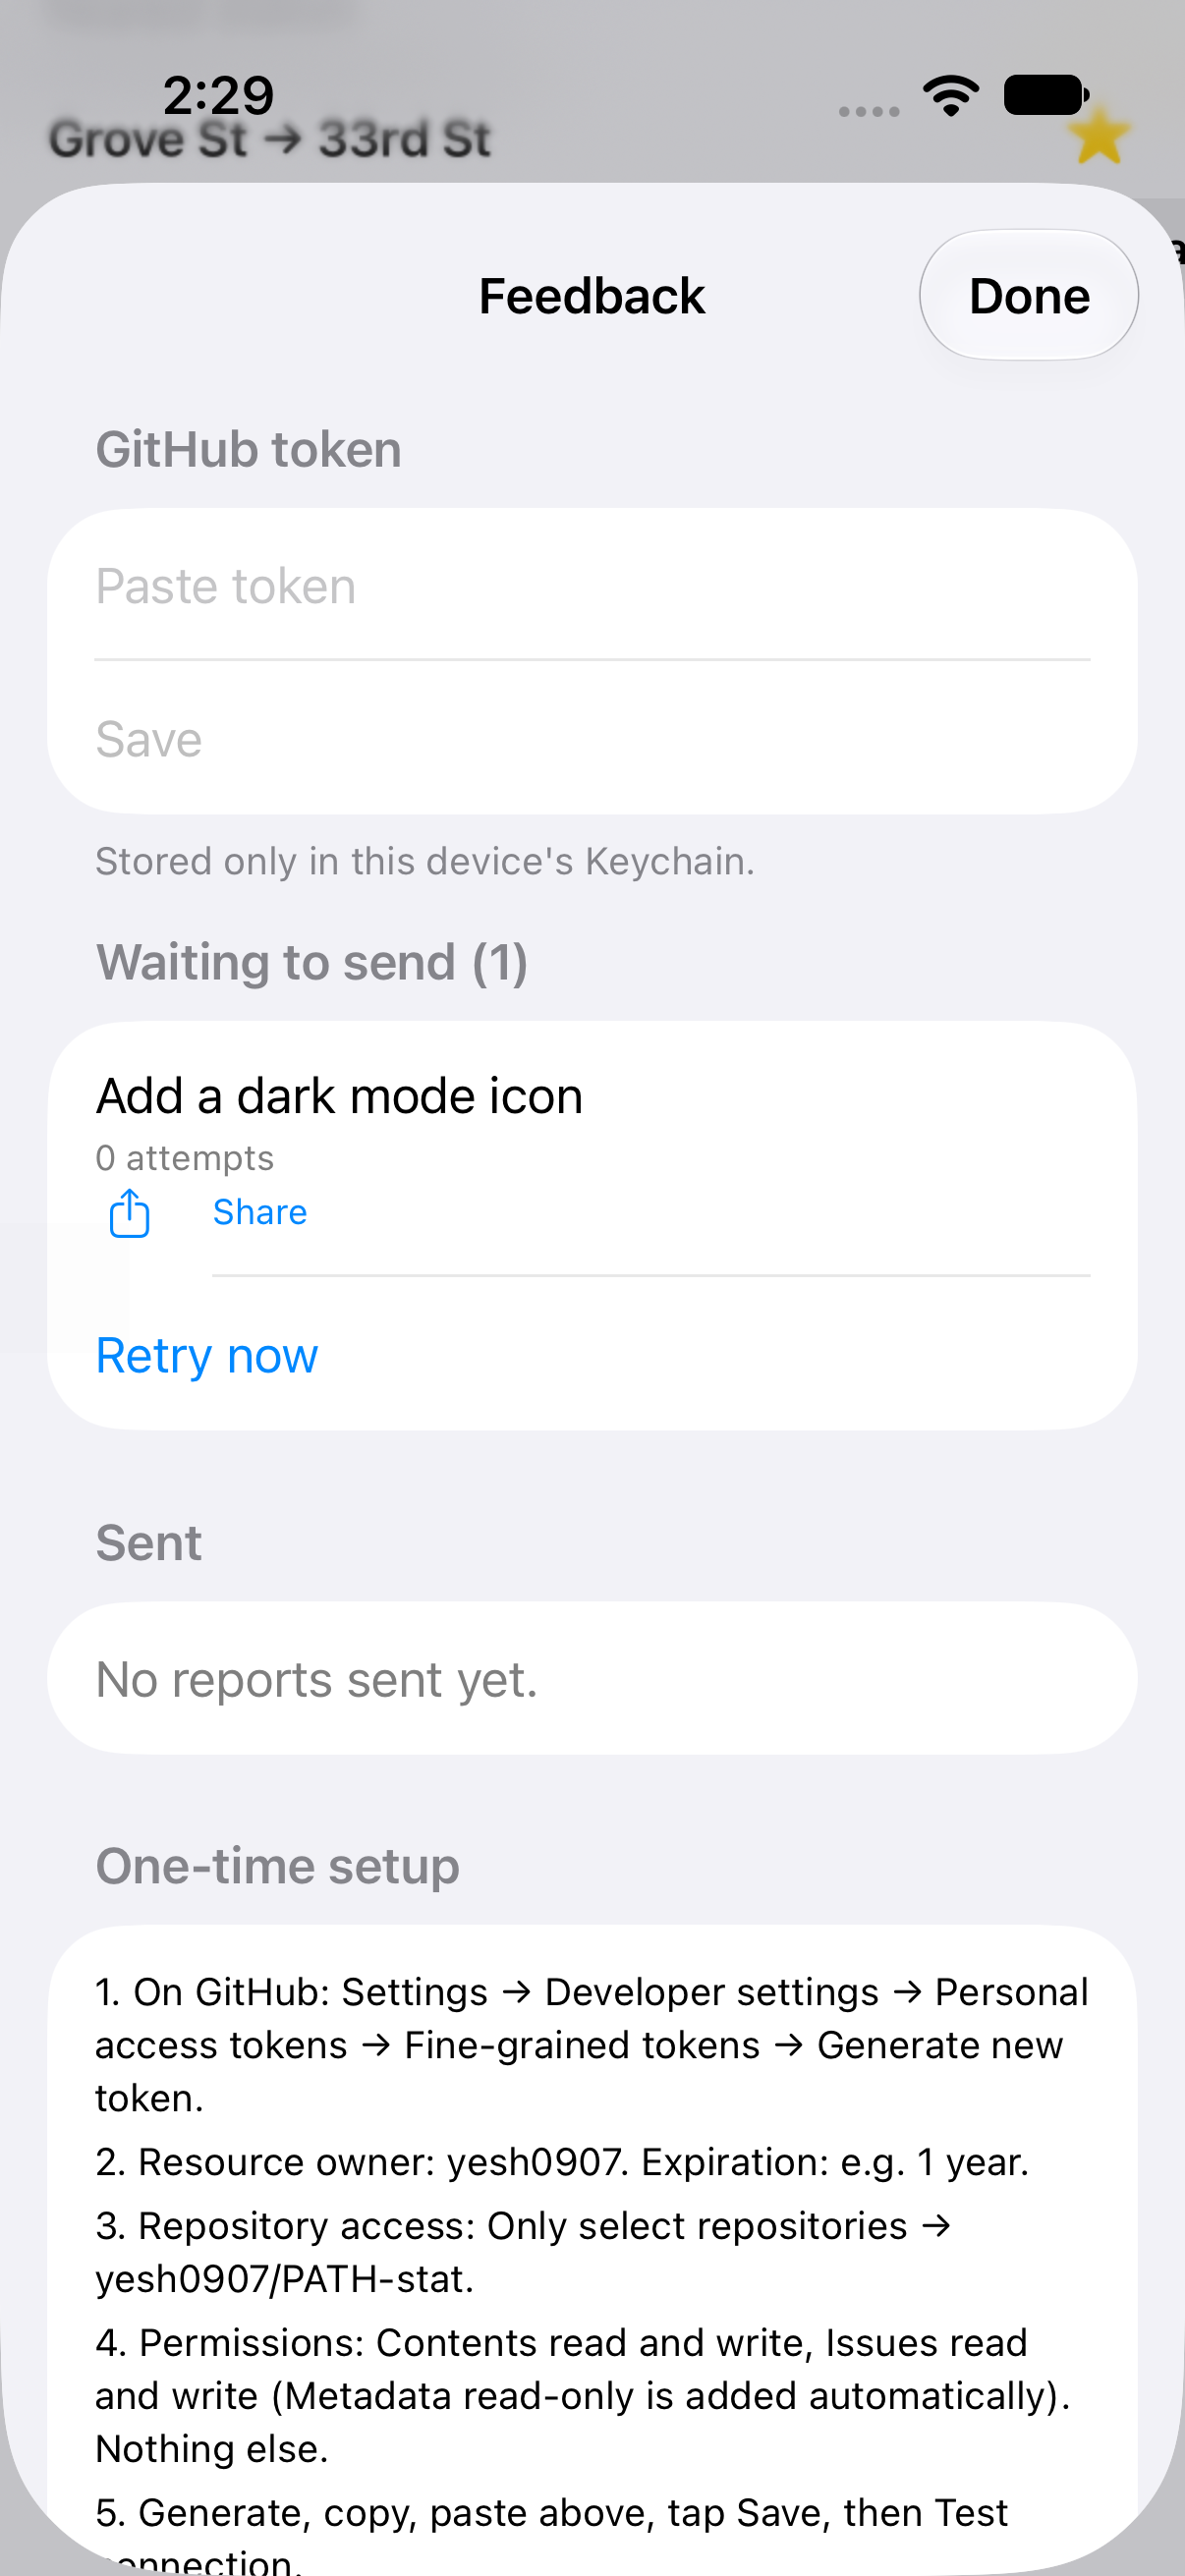 2:29
Grove St → 33rd St
Feedback
Done
GitHub token
Paste token
Save
Stored only in this device's Keychain.
Waiting to send (1)
Add a dark mode icon
0 attempts
Share
Retry now
Sent
No reports sent yet.
One-time setup
1. On GitHub: Settings → Developer settings → Personal
access tokens → Fine-grained tokens → Generate new
token.
2. Resource owner: yesh0907. Expiration: e.g. 1 year.
3. Repository access: Only select repositories →
yesh0907/PATH-stat.
4. Permissions: Contents read and write, Issues read
and write (Metadata read-only is added automatically).
Nothing else.
5. Generate, copy, paste above, tap Save, then Test
connection.